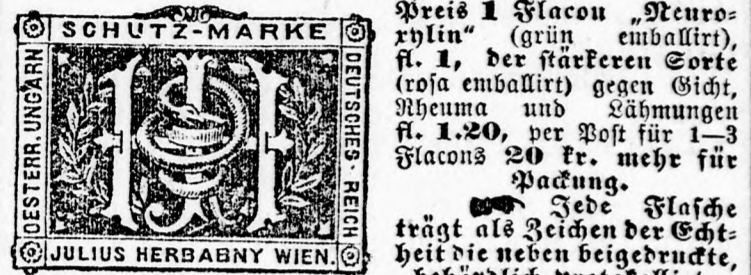 SCHUTZ-MARKE
OESTERR. UNGARN
DEUTSCHES - REICH
JULIUS HERBABNY WIEN.
Preis 1 Flacon „Neuro-
xylin“ (grün emballirt),
fl. 1, der stärkeren Sorte
(rosa emballirt) gegen Gicht,
Rheuma und Lähmungen
fl. 1.20, per Post für 1—3
Flacons 20 kr. mehr für
Packung.
Jede Flasche
trägt als Zeichen der Echt-
heit die neben beigedruckte,